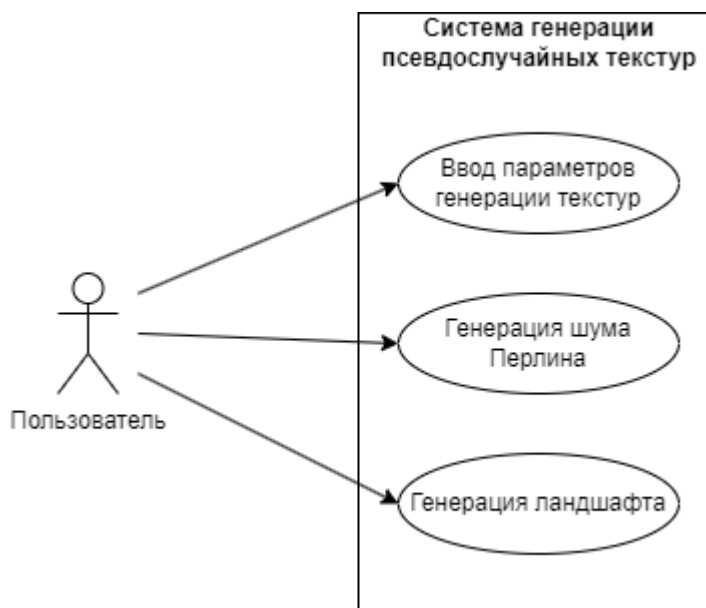 Система генерации
псевдослучайных текстур
Ввод параметров
генерации текстур
Генерация шума
Перлина
Пользователь
Генерация ландшафта